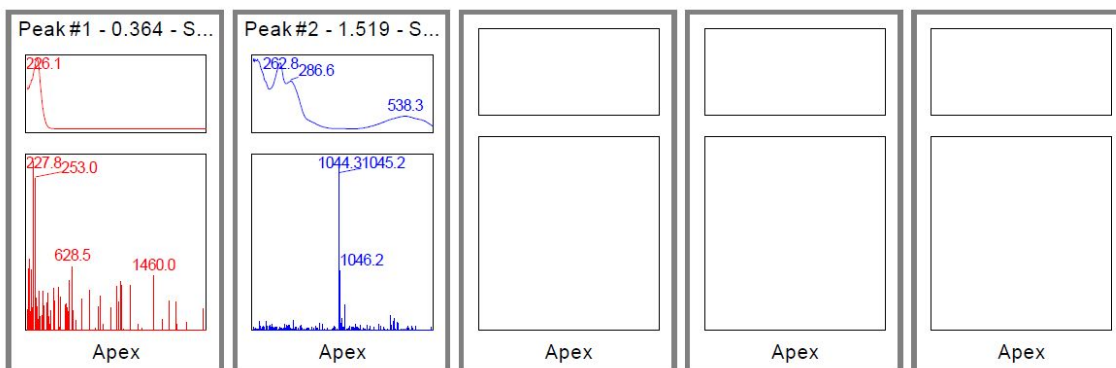 Peak #1 - 0.364 - S...
226.1
227.8
253.0
628.5
1460.0
Apex
Peak #2 - 1.519 - S...
262.8
286.6
538.3
1044.3
1045.2
1046.2
Apex
Apex
Apex
Apex